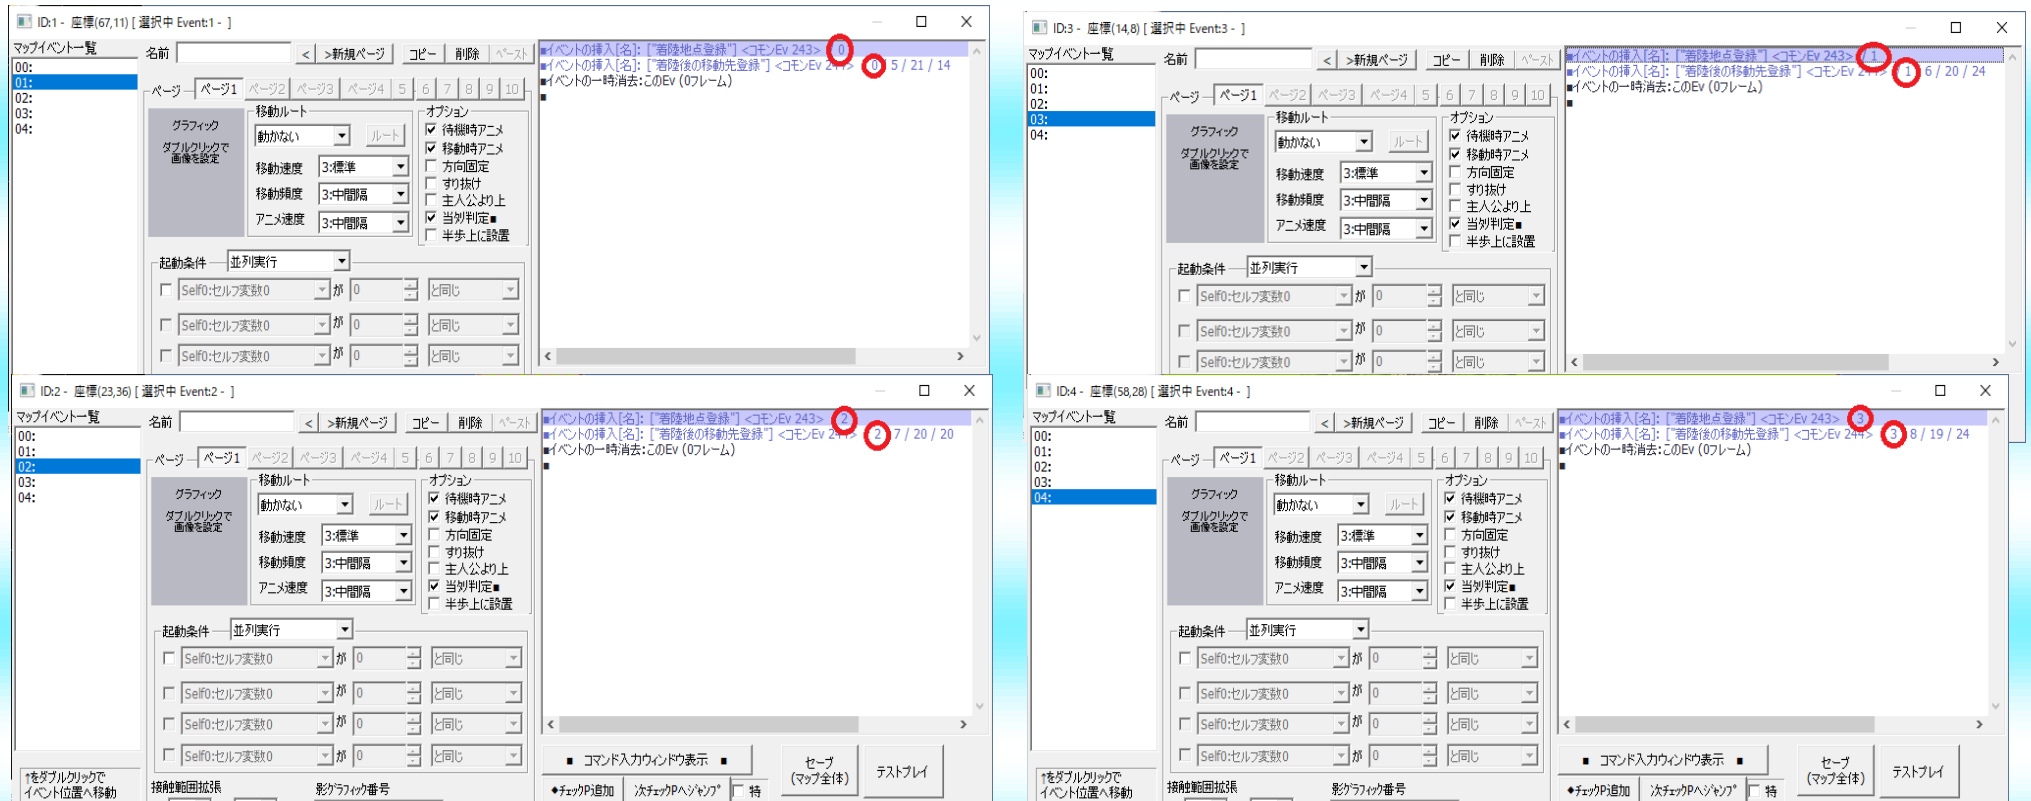 ID:1 - 座標(67,11) [ 選択中 Event:1 - ]
マップイベント一覧
00:
01:
02:
03:
04:
名前
< >新規ページ コピー 削除 ペースト
ページ ページ1 ページ2 ページ3 ページ4 5 6 7 8 9 10
グラフィック
ダブルクリックで
画像を設定
移動ルート
動かない ルート
移動速度 3:標準
移動頻度 3:中間隔
アニメ速度 3:中間隔
オプション
待機時アニメ
移動時アニメ
方向固定
すり抜け
主人公より上
当り判定■
半歩上に設置
起動条件 並列実行
Self0:セルフ変数0 が 0 と同じ
Self0:セルフ変数0 が 0 と同じ
Self0:セルフ変数0 が 0 と同じ
■イベントの挿入[名]: ["着陸地点登録"] <コモンEv 243> 0
■イベントの挿入[名]: ["着陸後の移動先登録"] <コモンEv 244> 0 5 / 21 / 14
■イベントの一時消去:このEv (0フレーム)
■
ID:3 - 座標(14,8) [ 選択中 Event:3 - ]
マップイベント一覧
00:
01:
02:
03:
04:
名前
< >新規ページ コピー 削除 ペースト
ページ ページ1 ページ2 ページ3 ページ4 5 6 7 8 9 10
グラフィック
ダブルクリックで
画像を設定
移動ルート
動かない ルート
移動速度 3:標準
移動頻度 3:中間隔
アニメ速度 3:中間隔
オプション
待機時アニメ
移動時アニメ
方向固定
すり抜け
主人公より上
当り判定■
半歩上に設置
起動条件 並列実行
Self0:セルフ変数0 が 0 と同じ
Self0:セルフ変数0 が 0 と同じ
Self0:セルフ変数0 が 0 と同じ
■イベントの挿入[名]: ["着陸地点登録"] <コモンEv 243> / 1
■イベントの挿入[名]: ["着陸後の移動先登録"] <コモンEv 244> 1 6 / 20 / 24
■イベントの一時消去:このEv (0フレーム)
■
ID:2 - 座標(23,36) [ 選択中 Event:2 - ]
マップイベント一覧
00:
01:
02:
03:
04:
↑をダブルクリックで
イベント位置へ移動
名前
< >新規ページ コピー 削除 ペースト
ページ ページ1 ページ2 ページ3 ページ4 5 6 7 8 9 10
グラフィック
ダブルクリックで
画像を設定
移動ルート
動かない ルート
移動速度 3:標準
移動頻度 3:中間隔
アニメ速度 3:中間隔
オプション
待機時アニメ
移動時アニメ
方向固定
すり抜け
主人公より上
当り判定■
半歩上に設置
起動条件 並列実行
Self0:セルフ変数0 が 0 と同じ
Self0:セルフ変数0 が 0 と同じ
Self0:セルフ変数0 が 0 と同じ
Self0:セルフ変数0 が 0 と同じ
接触範囲拡張 影グラフィック番号
■イベントの挿入[名]: ["着陸地点登録"] <コモンEv 243> 2
■イベントの挿入[名]: ["着陸後の移動先登録"] <コモンEv 244> 2 7 / 20 / 20
■イベントの一時消去:このEv (0フレーム)
■
■ コマンド入力ウィンドウ表示 ■
◆チェックP追加 次チェックPへジャンプ 特
セーブ
(マップ全体)
テストプレイ
ID:4 - 座標(58,28) [ 選択中 Event:4 - ]
マップイベント一覧
00:
01:
02:
03:
04:
↑をダブルクリックで
イベント位置へ移動
名前
< >新規ページ コピー 削除 ペースト
ページ ページ1 ページ2 ページ3 ページ4 5 6 7 8 9 10
グラフィック
ダブルクリックで
画像を設定
移動ルート
動かない ルート
移動速度 3:標準
移動頻度 3:中間隔
アニメ速度 3:中間隔
オプション
待機時アニメ
移動時アニメ
方向固定
すり抜け
主人公より上
当り判定■
半歩上に設置
起動条件 並列実行
Self0:セルフ変数0 が 0 と同じ
Self0:セルフ変数0 が 0 と同じ
Self0:セルフ変数0 が 0 と同じ
Self0:セルフ変数0 が 0 と同じ
接触範囲拡張 影グラフィック番号
■イベントの挿入[名]: ["着陸地点登録"] <コモンEv 243> 3
■イベントの挿入[名]: ["着陸後の移動先登録"] <コモンEv 244> 3 8 / 19 / 24
■イベントの一時消去:このEv (0フレーム)
■
■ コマンド入力ウィンドウ表示 ■
◆チェックP追加 次チェックPへジャンプ 特
セーブ
(マップ全体)
テストプレイ